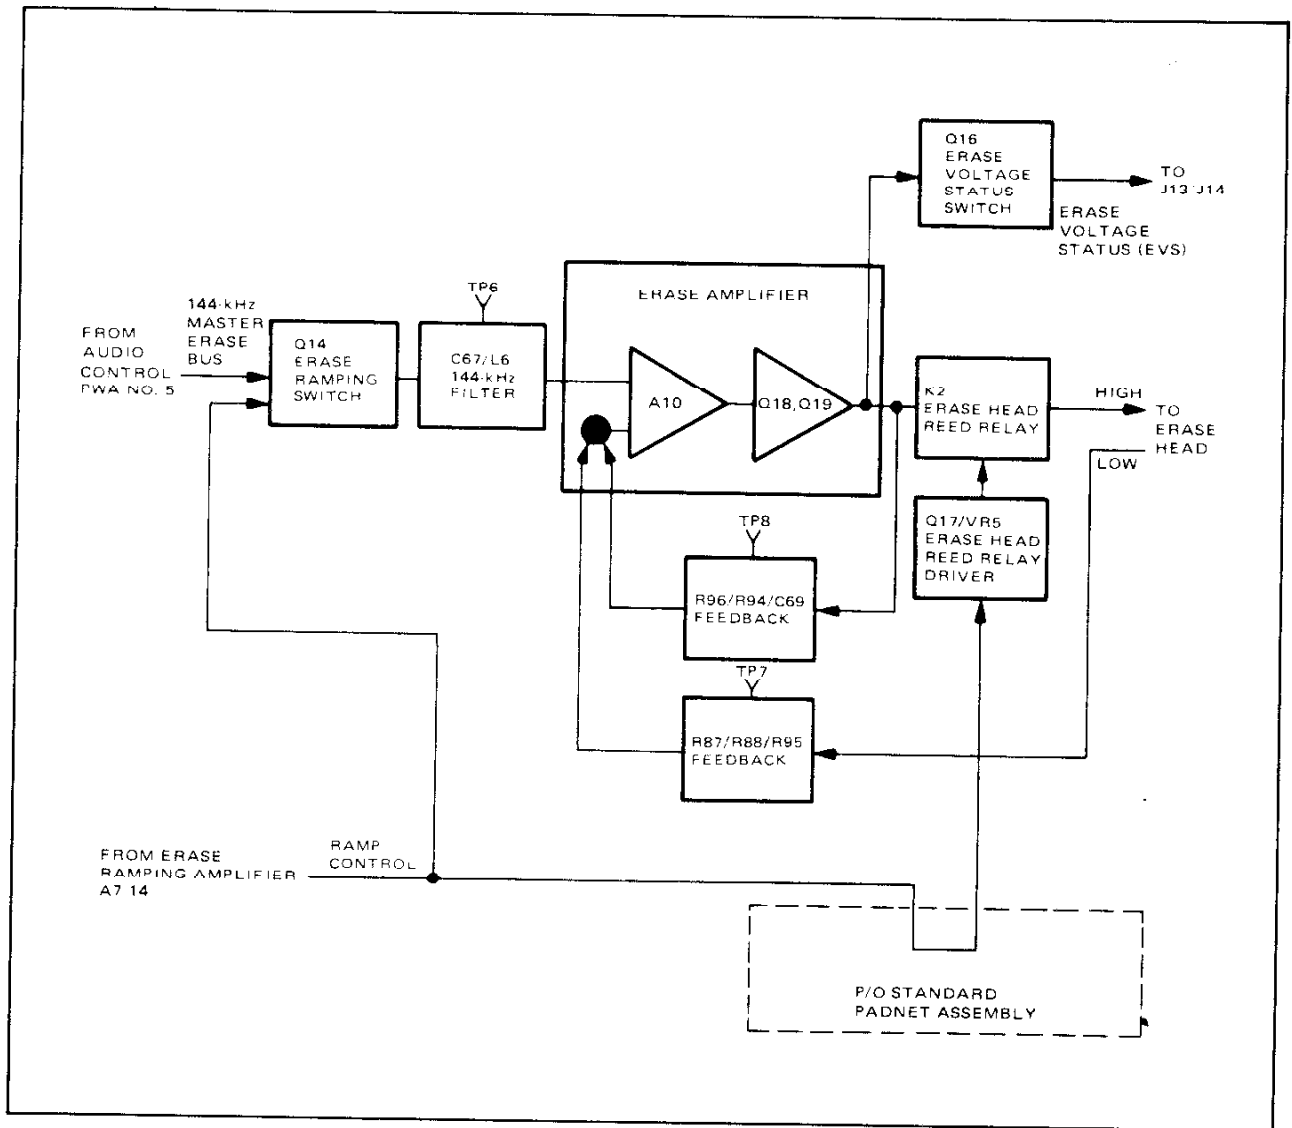 Q16
ERASE
VOLTAGE
STATUS
SWITCH
TO
J13 J14
ERASE
VOLTAGE
STATUS (EVS)
ERASE AMPLIFIER
TP6
144-kHz
MASTER
ERASE
BUS
FROM
AUDIO
CONTROL
PWA NO. 5
Q14
ERASE
RAMPING
SWITCH
C67/L6
144-kHz
FILTER
A10
Q18,Q19
K2
ERASE HEAD
REED RELAY
HIGH
TO
ERASE
HEAD
LOW
Q17/VR5
ERASE HEAD
REED RELAY
DRIVER
TP8
R96/R94/C69
FEEDBACK
TP7
R87/R88/R95
FEEDBACK
RAMP
CONTROL
FROM ERASE
RAMPING AMPLIFIER
A7 14
P/O STANDARD
PADNET ASSEMBLY